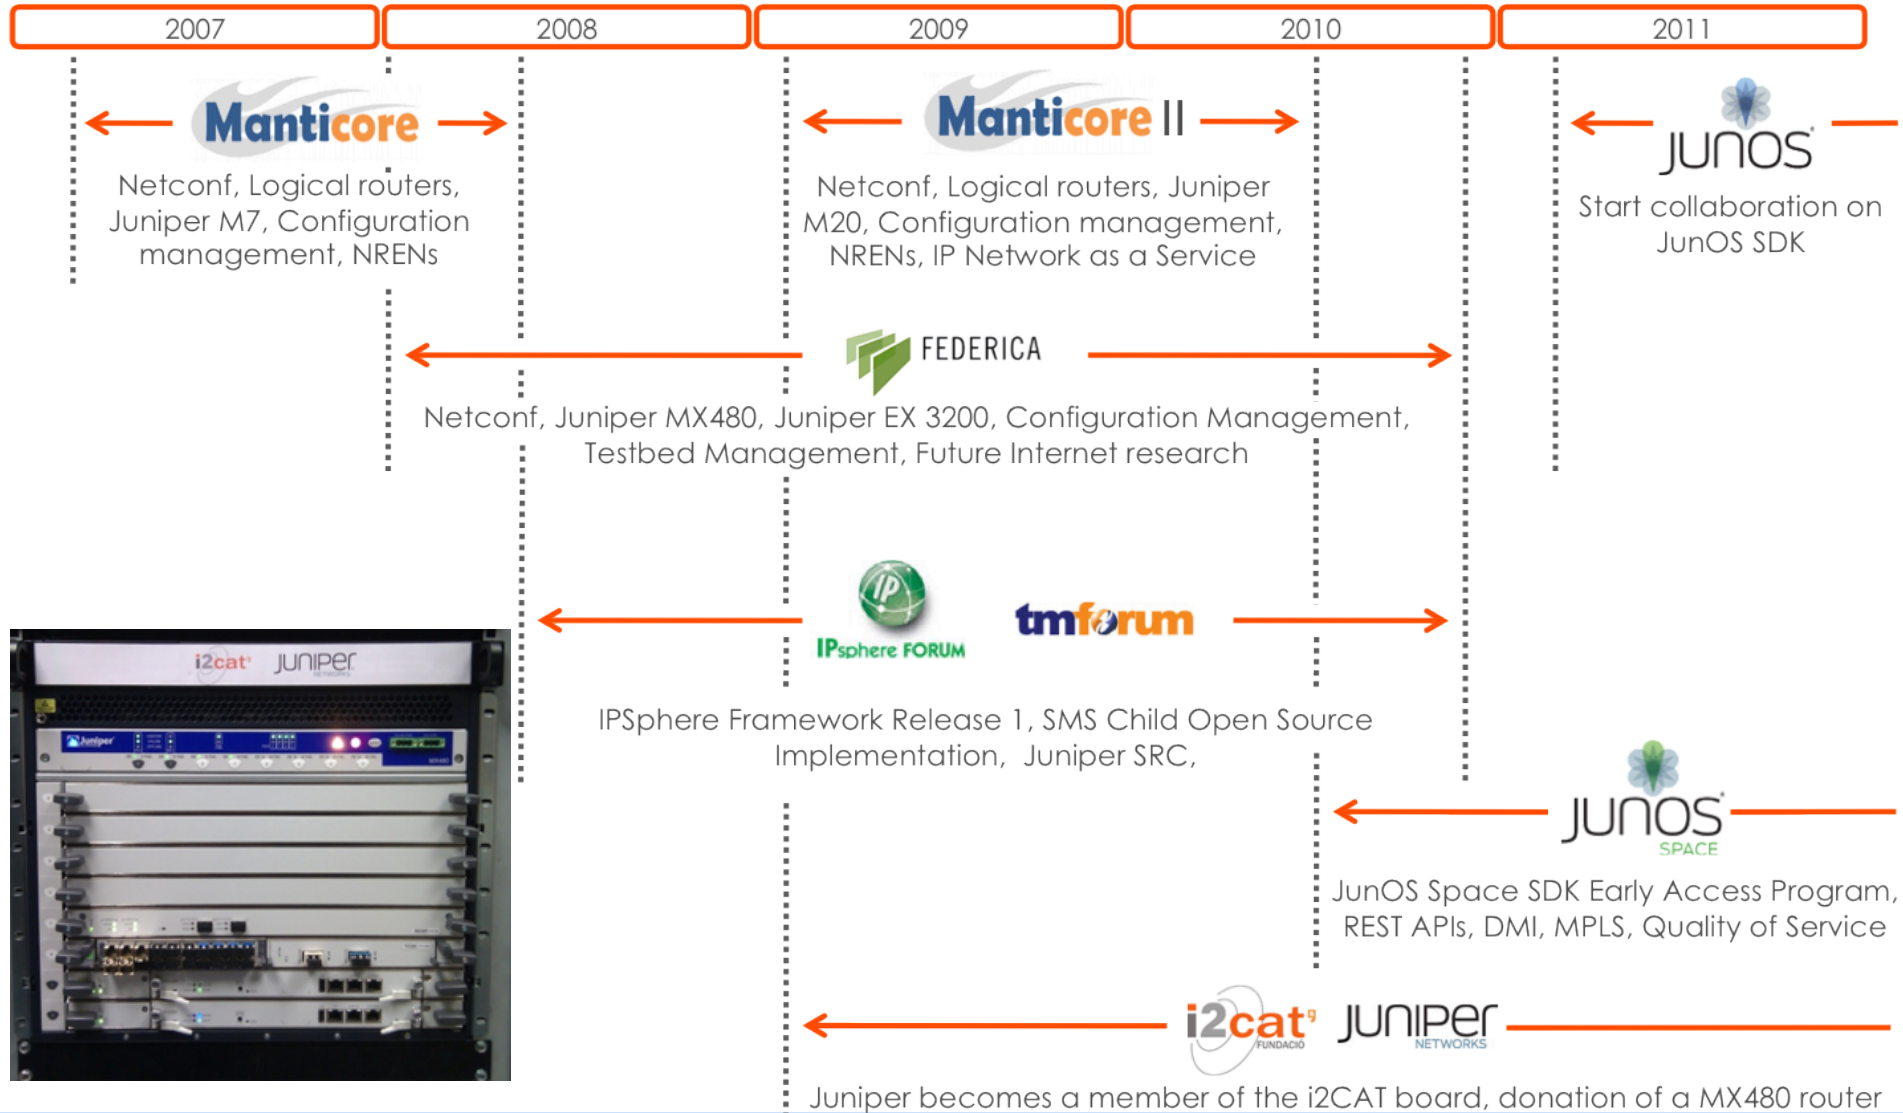 2007
2008
2009
2010
2011
Manticore
Manticore II
JUNOS
Netconf, Logical routers,
Juniper M7, Configuration
management, NRENs
Netconf, Logical routers, Juniper
M20, Configuration management,
NRENs, IP Network as a Service
Start collaboration on
JunOS SDK
FEDERICA
Netconf, Juniper MX480, Juniper EX 3200, Configuration Management,
Testbed Management, Future Internet research
IP
IPsphere FORUM
tmforum
IPSphere Framework Release 1, SMS Child Open Source
Implementation, Juniper SRC,
i2cat
JUNIPER
NETWORKS
Juniper
MX480
JUNOS
SPACE
JunOS Space SDK Early Access Program,
REST APIs, DMI, MPLS, Quality of Service
i2cat
FUNDACIÓ
JUNIPER
NETWORKS
Juniper becomes a member of the i2CAT board, donation of a MX480 router